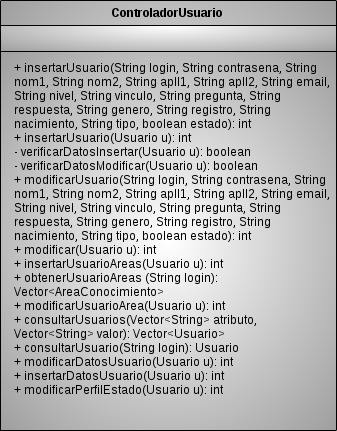 ControladorUsuario
+ insertarUsuario(String login, String contrasena, String
nom1, String nom2, String apll1, String apll2, String email,
String nivel, String vinculo, String pregunta, String
respuesta, String genero, String registro, String
nacimiento, String tipo, boolean estado): int
+ insertarUsuario(Usuario u): int
- verificarDatosInsertar(Usuario u): boolean
- verificarDatosModificar(Usuario u): boolean
+ modificarUsuario(String login, String contrasena, String
nom1, String nom2, String apll1, String apll2, String email,
String nivel, String vinculo, String pregunta, String
respuesta, String genero, String registro, String
nacimiento, String tipo, boolean estado): int
+ modificar(Usuario u): int
+ insertarUsuarioAreas(Usuario u): int
+ obtenerUsuarioAreas (String login):
Vector<AreaConocimiento>
+ modificarUsuarioArea(Usuario u): int
+ consultarUsuarios(Vector<String> atributo,
Vector<String> valor): Vector<Usuario>
+ consultarUsuario(String login): Usuario
+ modificarDatosUsuario(Usuario u): int
+ insertarDatosUsuario(Usuario u): int
+ modificarPerfilEstado(Usuario u): int